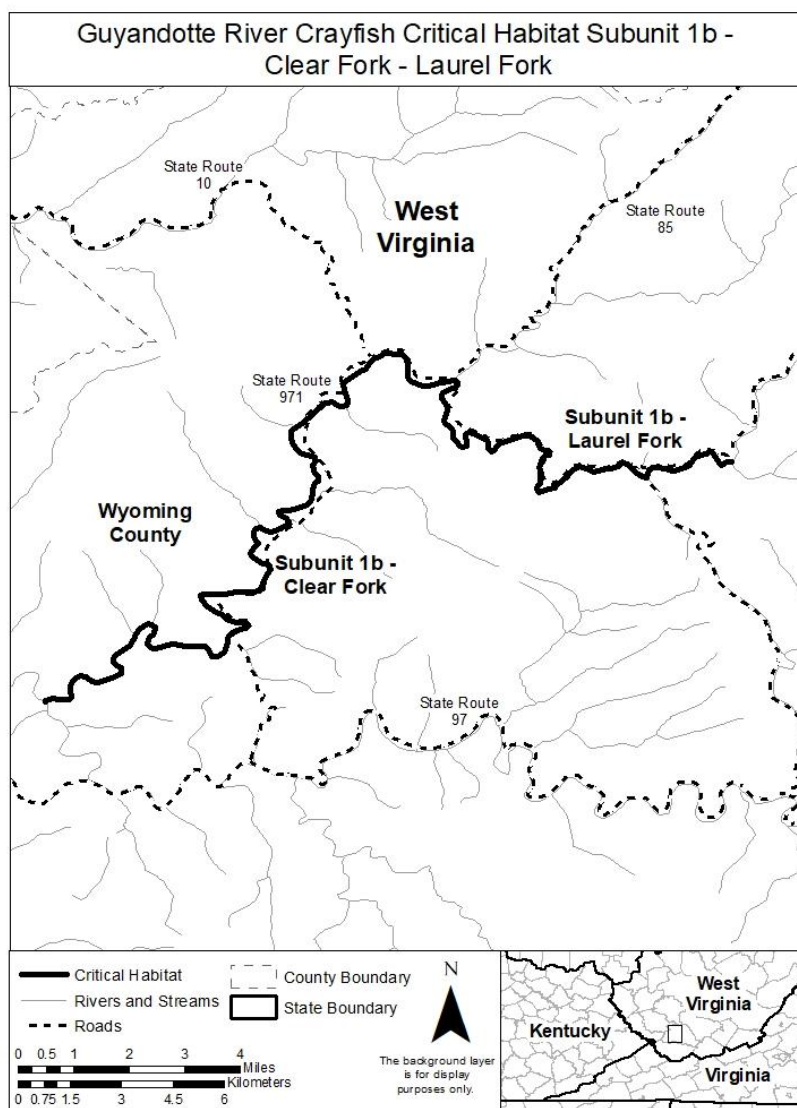 Guyandotte River Crayfish Critical Habitat Subunit 1b -
Clear Fork - Laurel Fork
State Route
10
West
Virginia
State Route
85
State Route
971
Subunit 1b -
Laurel Fork
Wyoming
County
Subunit 1b -
Clear Fork
State Route
97
Critical Habitat
Rivers and Streams
Roads
County Boundary
State Boundary
N
The background layer
is for display
purposes only.
0 0.5 1 2 3 4
Miles
Kilometers
0 0.75 1.5 3 4.5 6
West
Virginia
Kentucky
Virginia